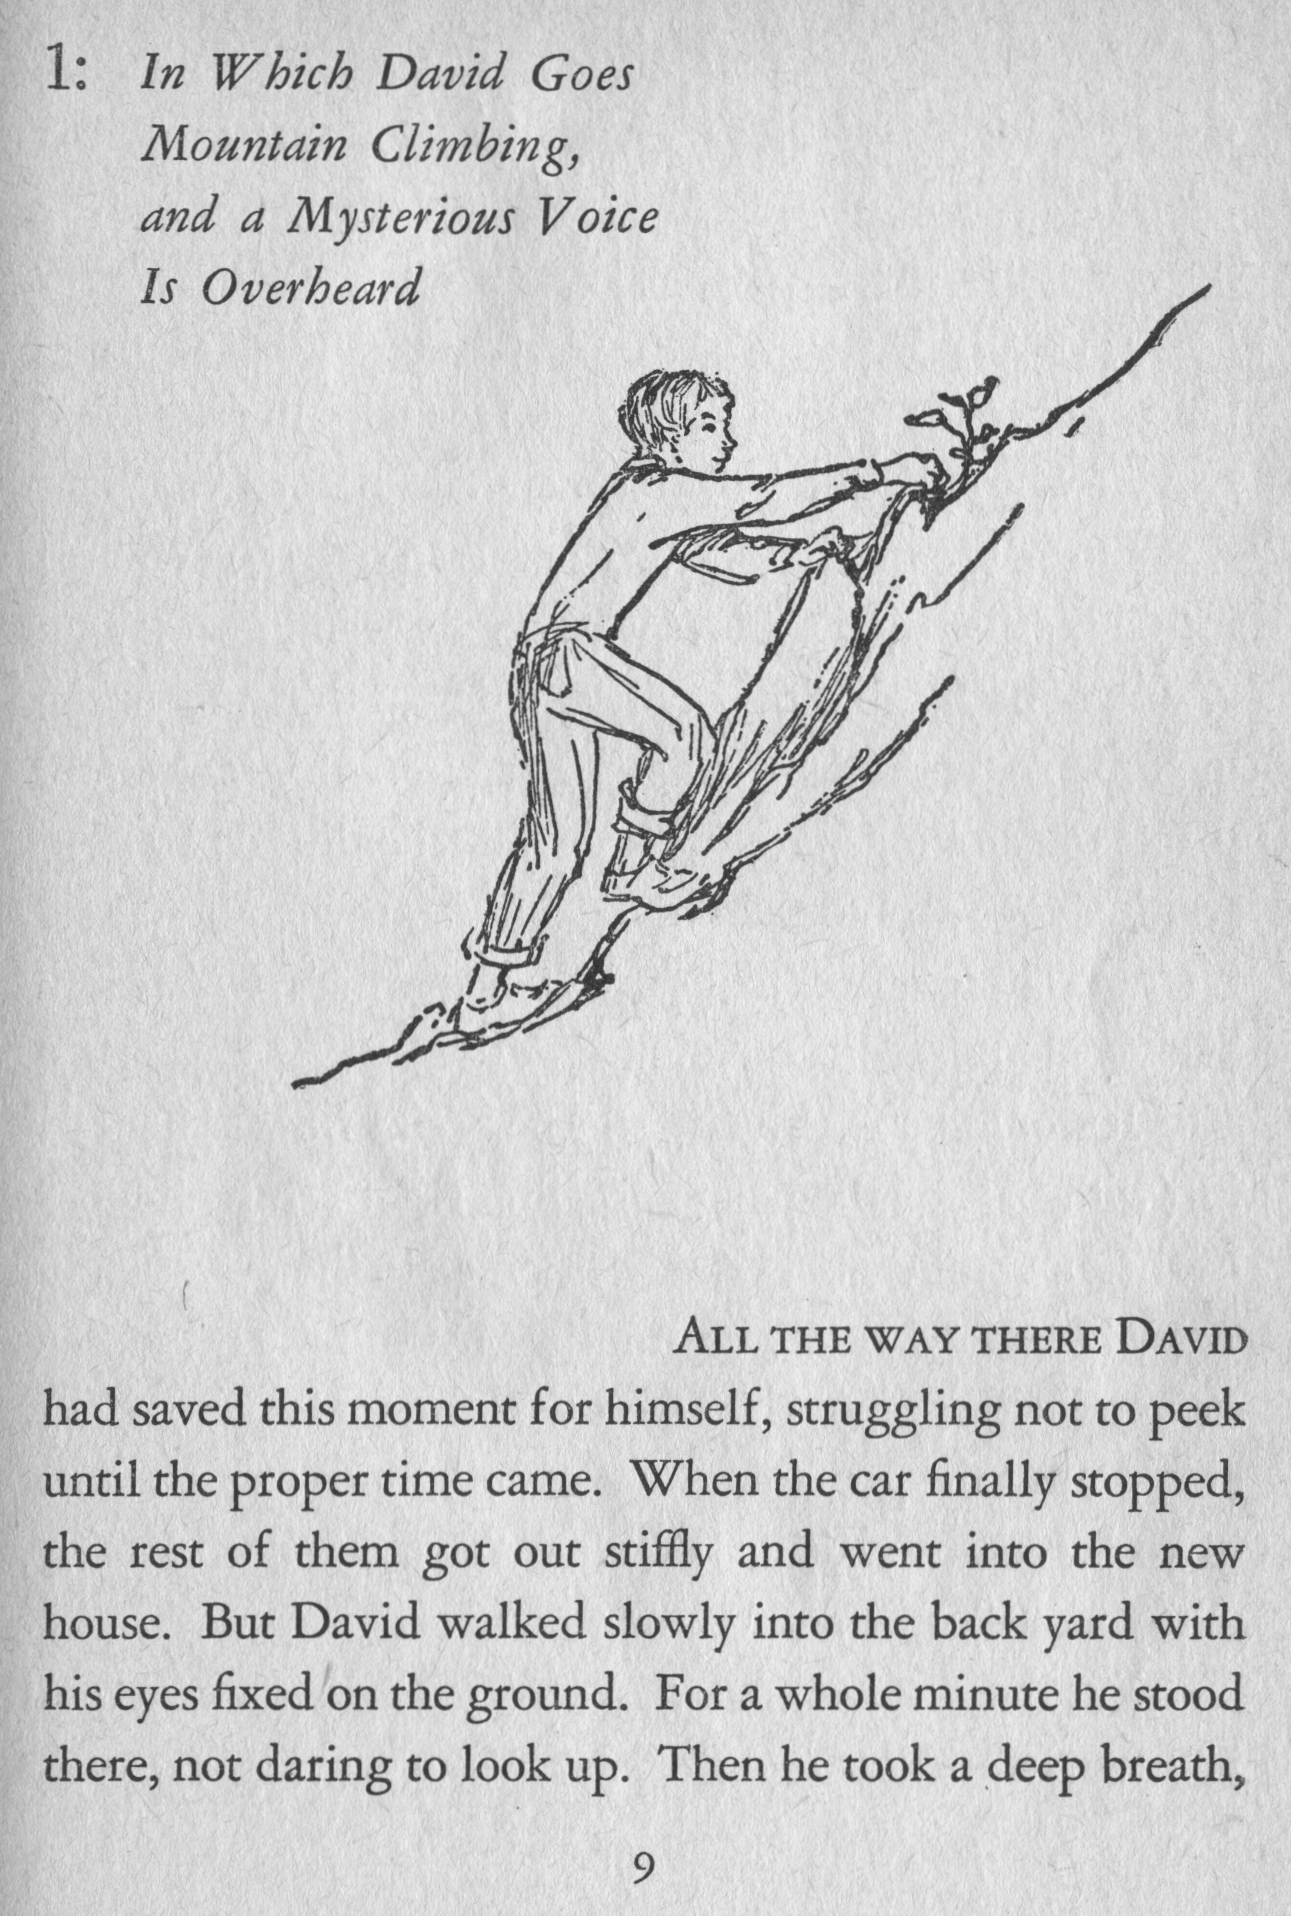 1: In Which David Goes
Mountain Climbing,
and a Mysterious Voice
Is Overheard
ALL THE WAY THERE DAVID
had saved this moment for himself, struggling not to peek
until the proper time came. When the car finally stopped,
the rest of them got out stiffly and went into the new
house. But David walked slowly into the back yard with
his eyes fixed on the ground. For a whole minute he stood
there, not daring to look up. Then he took a deep breath,
9